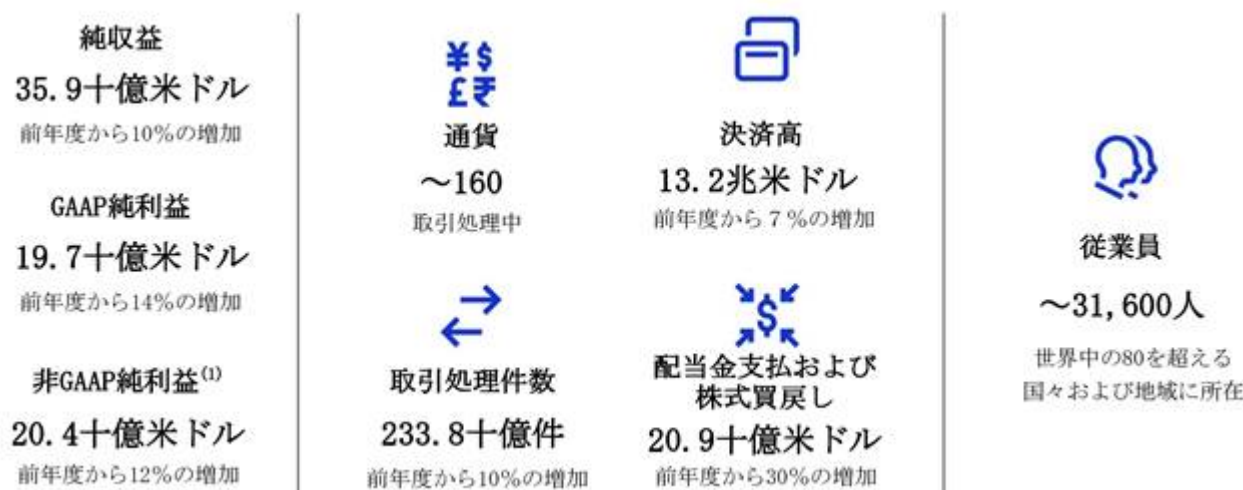 純収益
35.9十億米ドル
前年度から10%の増加
GAAP純利益
19.7十億米ドル
前年度から14%の増加
非GAAP純利益(1)
20.4十億米ドル
前年度から12%の増加
¥$
£₹
通貨
～160
取引処理中
取引処理件数
233.8十億件
前年度から10%の増加
決済高
13.2兆米ドル
前年度から７％の増加
$
配当金支払および
株式買戻し
20.9十億米ドル
前年度から30%の増加
従業員
～31,600人
世界中の80を超える
国々および地域に所在